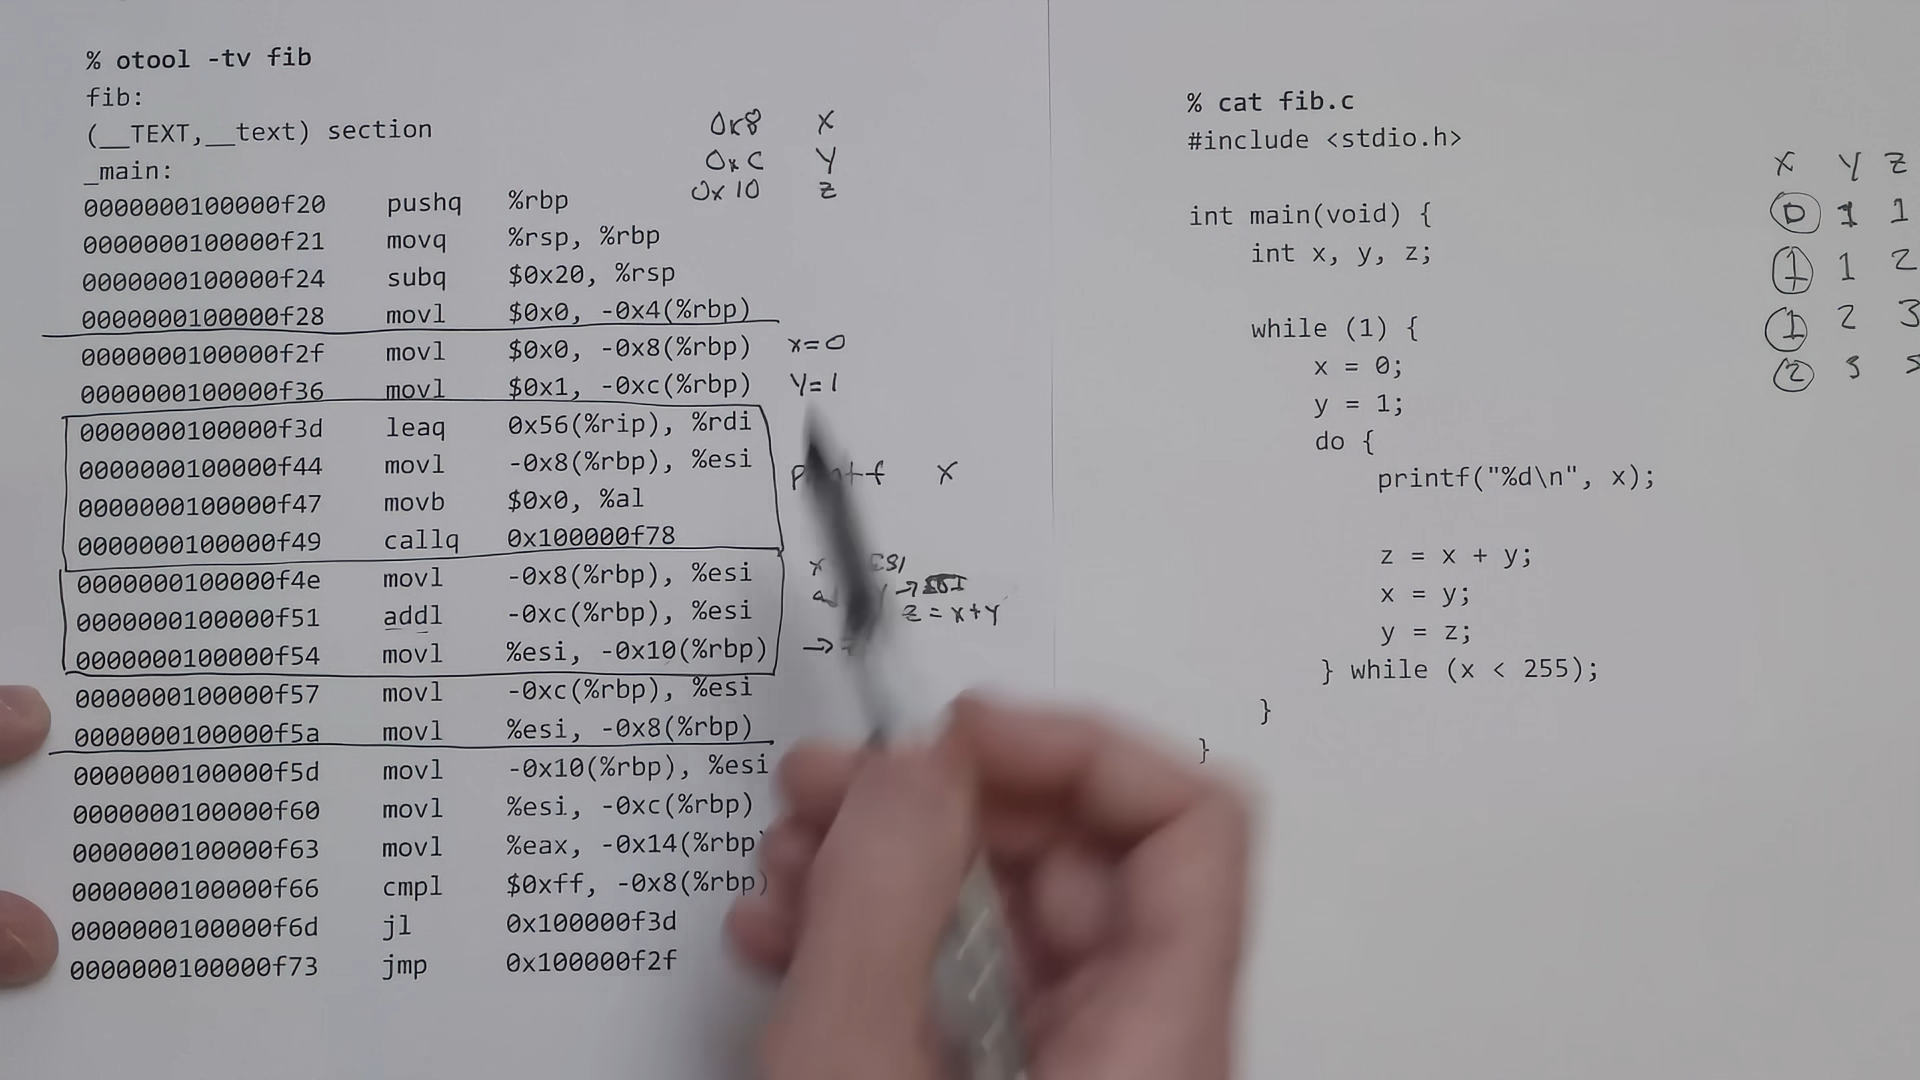 % otool -tv fib
fib:
(__TEXT,__text) section
_main:
0000000100000f20 pushq %rbp
0000000100000f21 movq %rsp, %rbp
0000000100000f24 subq $0x20, %rsp
0000000100000f28 movl $0x0, -0x4(%rbp)
0000000100000f2f movl $0x0, -0x8(%rbp) x=0
0000000100000f36 movl $0x1, -0xc(%rbp) y=1
0000000100000f3d leaq 0x56(%rip), %rdi
0000000100000f44 movl -0x8(%rbp), %esi
0000000100000f47 movb $0x0, %al
0000000100000f49 callq 0x100000f78
0000000100000f4e movl -0x8(%rbp), %esi
0000000100000f51 addl -0xc(%rbp), %esi
0000000100000f54 movl %esi, -0x10(%rbp)
0000000100000f57 movl -0xc(%rbp), %esi
0000000100000f5a movl %esi, -0x8(%rbp)
0000000100000f5d movl -0x10(%rbp), %esi
0000000100000f60 movl %esi, -0xc(%rbp)
0000000100000f63 movl %eax, -0x14(%rbp
0000000100000f66 cmpl $0xff, -0x8(%rbp)
0000000100000f6d jl 0x100000f3d
0000000100000f73 jmp 0x100000f2f
0x8 X
0xC Y
0x10 Z
X
z = x+y
% cat fib.c
#include <stdio.h>
int main(void) {
int x, y, z;
while (1) {
x = 0;
y = 1;
do {
printf("%d\n", x);
z = x + y;
x = y;
y = z;
} while (x < 255);
}
}
X Y Z
0 1 1
1 1 2
1 2 3
2 3 5